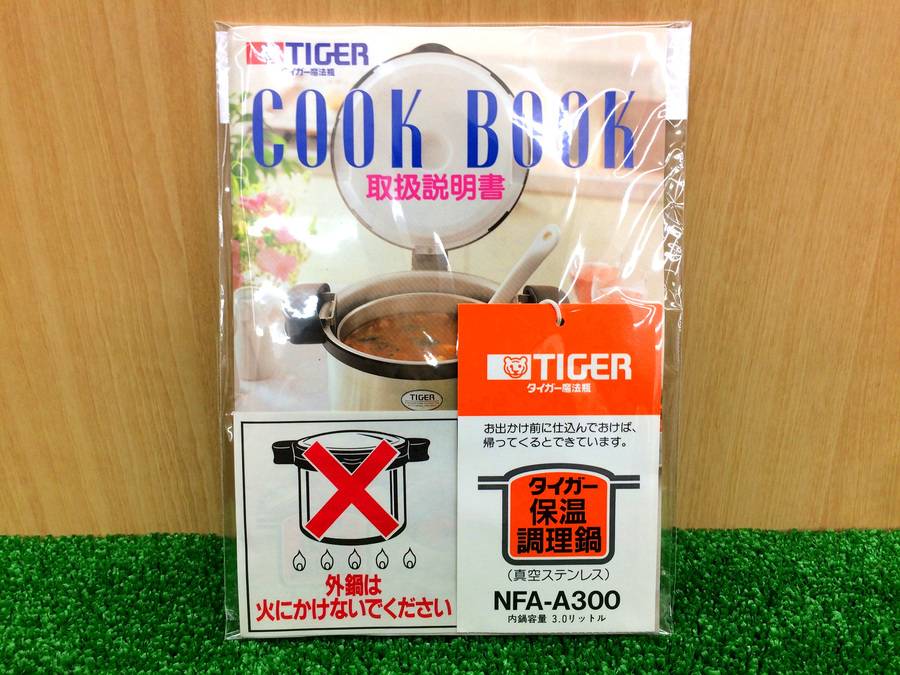 TIGER
タイガー魔法瓶
COOK BOOK
取扱説明書
TIGER
外鍋は
火にかけないでください
TIGER
タイガー魔法瓶
お出かけ前に仕込んでおけば、
帰ってくるとできています。
タイガー
保温
調理鍋
(真空ステンレス)
NFA-A300
内鍋容量 3.0リットル